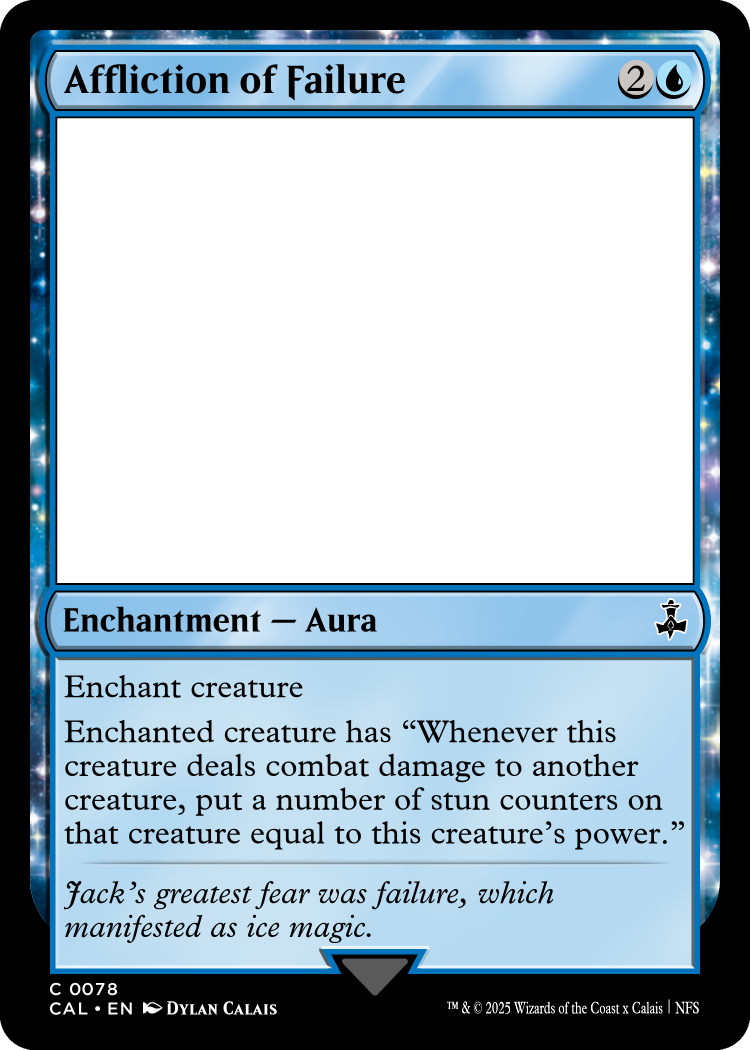 Affliction of Failure 2
Enchantment — Aura
Enchant creature
Enchanted creature has “Whenever this
creature deals combat damage to another
creature, put a number of stun counters on
that creature equal to this creature’s power.”
Jack’s greatest fear was failure, which
manifested as ice magic.
C 0078
CAL • EN Dylan Calais
™ & © 2025 Wizards of the Coast x Calais | NFS